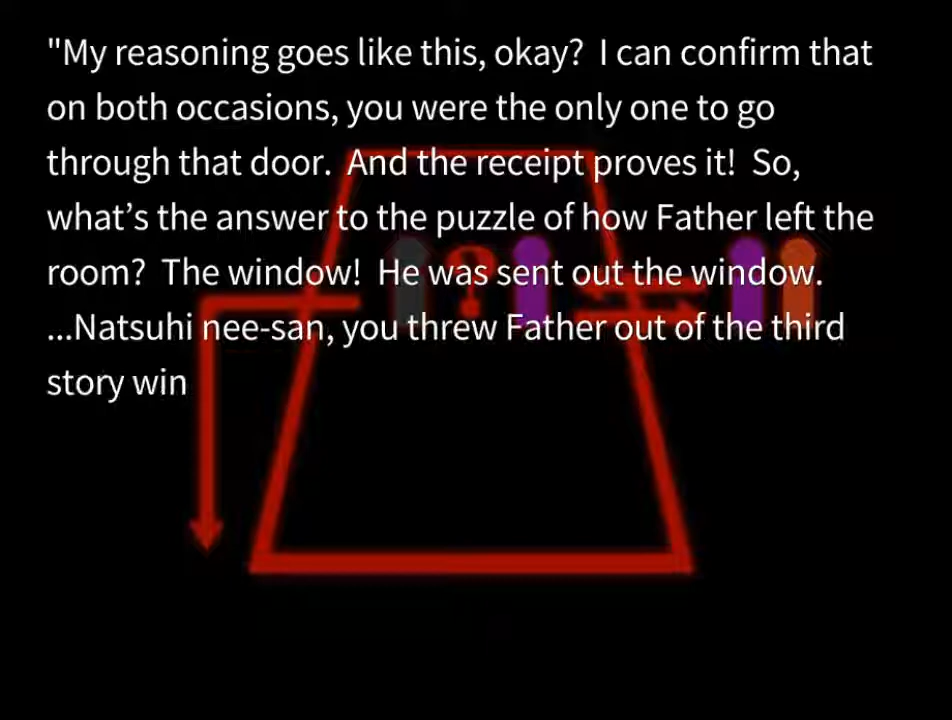 "My reasoning goes like this, okay?  I can confirm that
on both occasions, you were the only one to go
through that door.  And the receipt proves it!  So,
what’s the answer to the puzzle of how Father left the
room?  The window!  He was sent out the window.
...Natsuhi nee-san, you threw Father out of the third
story win
?